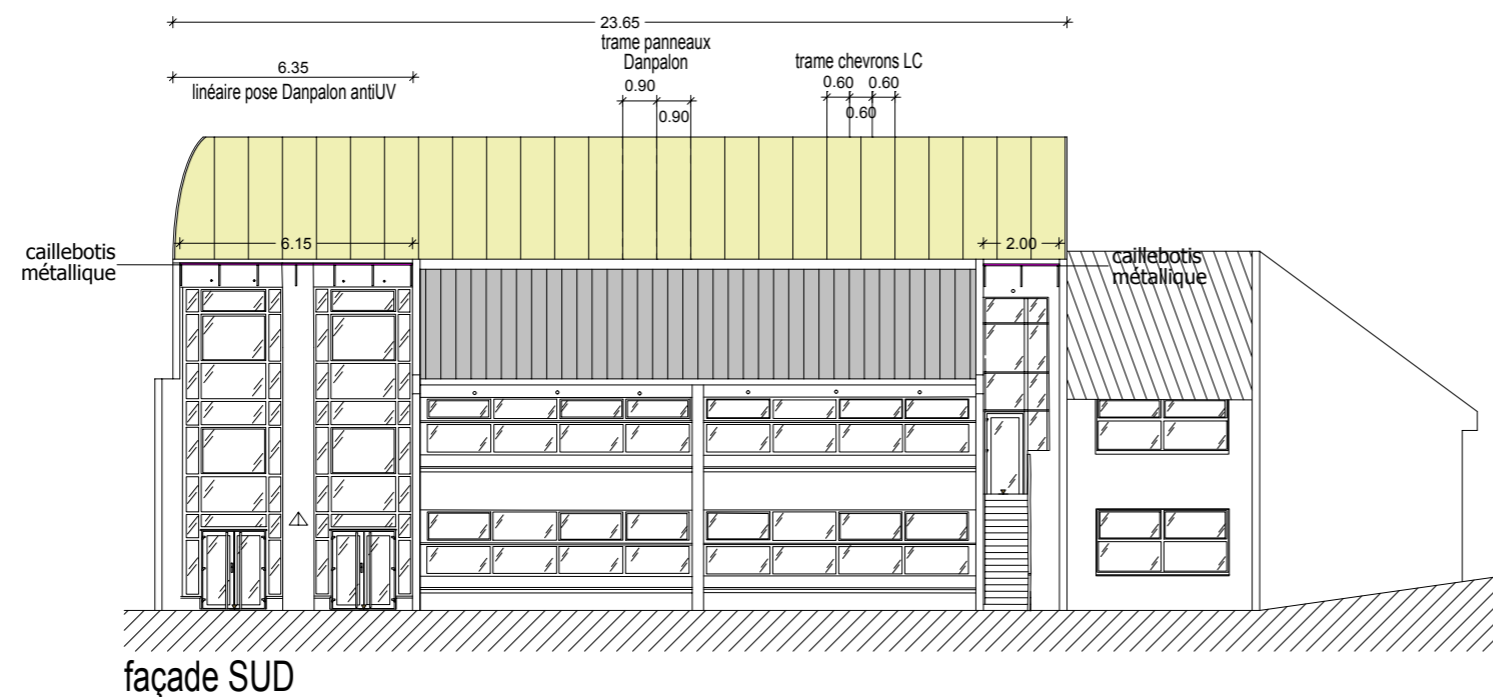 23.65
trame panneaux
Danpalon
0.90
0.90
6.35
linéaire pose Danpalon antiUV
trame chevrons LC
0.60
0.60
0.60
caillebotis
métallique
6.15
2.00
caillebotis
métallique
façade SUD